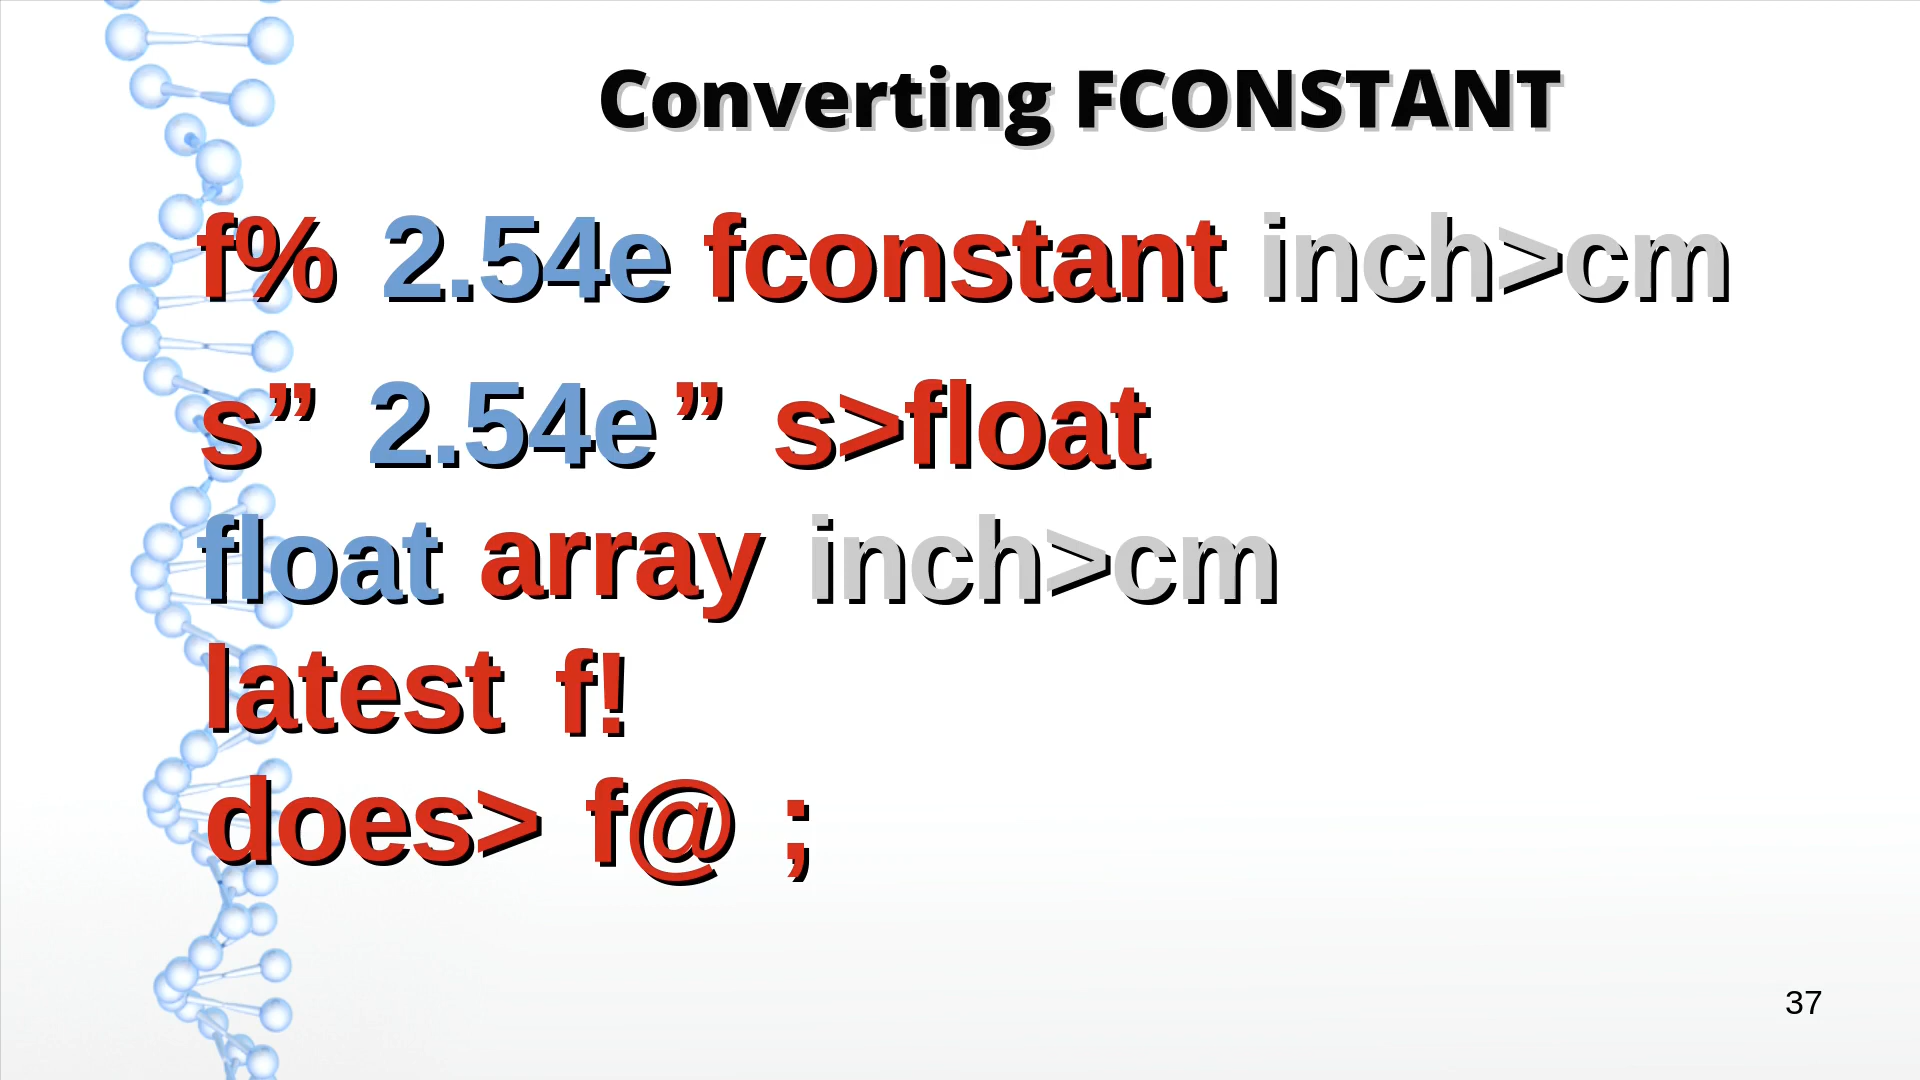 Converting FCONSTANT
f% 2.54e fconstant inch>cm
s” 2.54e ” s>float
float array inch>cm
latest f!
does> f@ ;
37